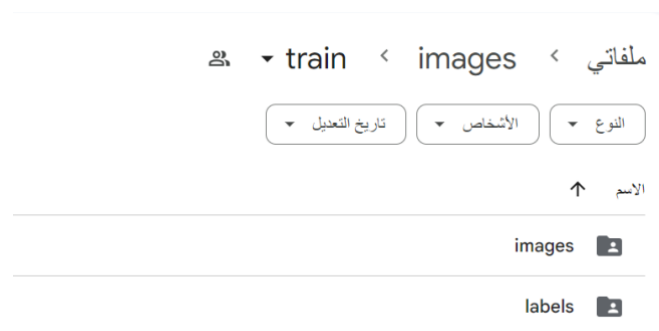 ملفاتي > images > train
النوع الأشخاص تاريخ التعديل
الاسم
images
labels